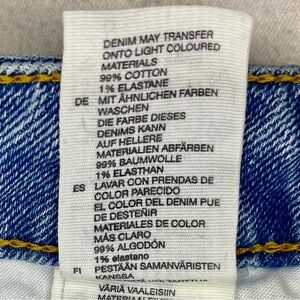 DENIM MAY TRANSFER
ONTO LIGHT COLOURED
MATERIALS
99% COTTON
1% ELASTANE
DE MIT ÄHNLICHEN FARBEN
WASCHEN
DIE FARBE DIESES
DENIMS KANN
AUF HELLERE
MATERIALIEN ABFÄRBEN
99% BAUMWOLLE
1% ELASTHAN
ES LAVAR CON PRENDAS DE
COLOR PARECIDO
EL COLOR DEL DENIM PUE
DE DESTEÑIR
MATERIALES DE COLOR
MÁS CLARO
99% ALGODÓN
1% elastano
FI PESTÄÄN SAMANVÄRISTEN
KANSSA
VÄRIÄ VAALEISIIN